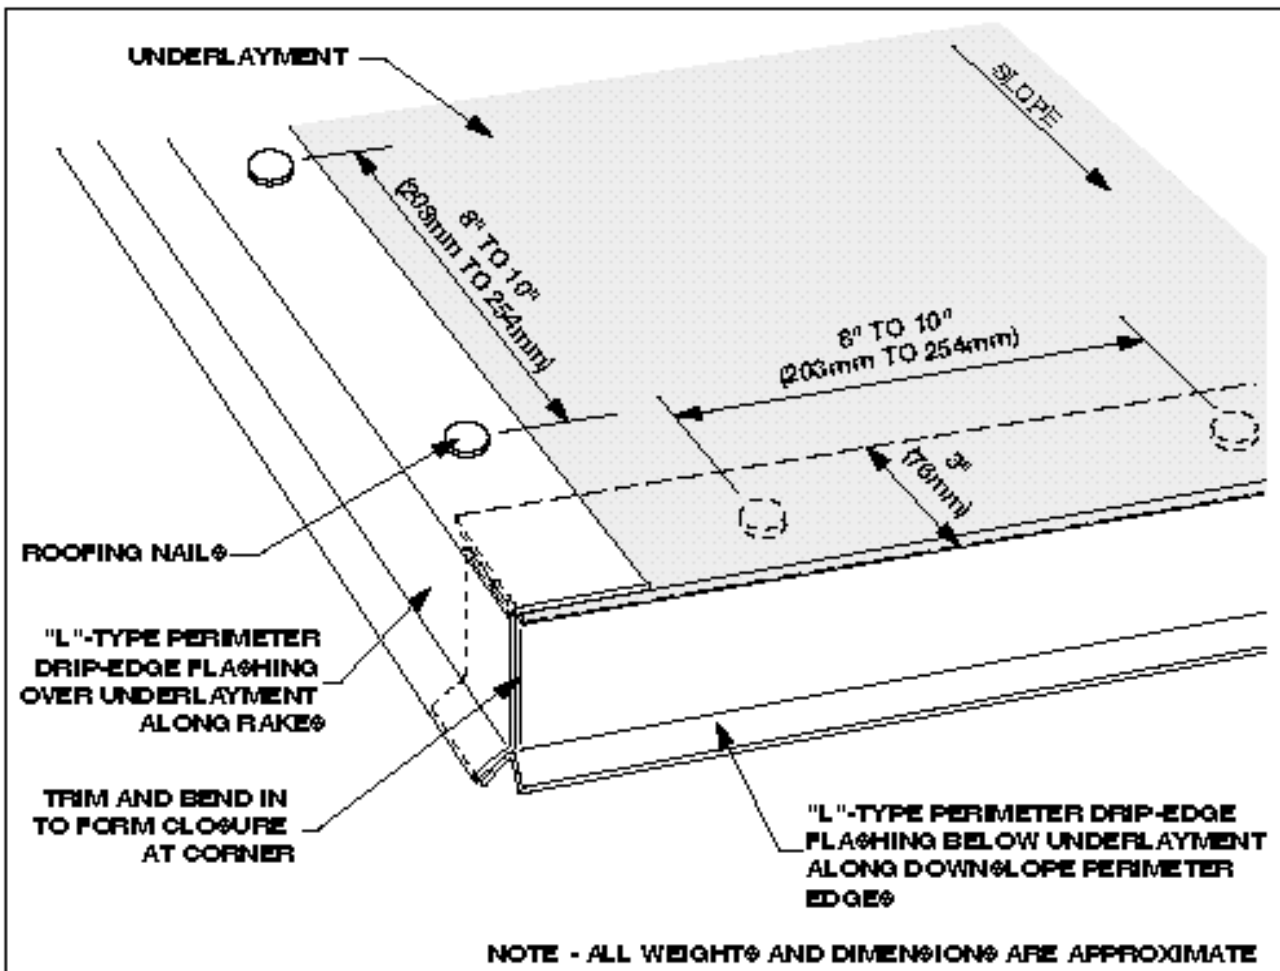 UNDERLAYMENT
SLOPE
8" TO 10"
(203mm TO 254mm)
8" TO 10"
(203mm TO 254mm)
3"
(76mm)
ROOFING NAILS
"L"-TYPE PERIMETER
DRIP-EDGE FLASHING
OVER UNDERLAYMENT
ALONG RAKES
TRIM AND BEND IN
TO FORM CLOSURE
AT CORNER
"L"-TYPE PERIMETER DRIP-EDGE
FLASHING BELOW UNDERLAYMENT
ALONG DOWNSLOPE PERIMETER
EDGES
NOTE - ALL WEIGHTS AND DIMENSIONS ARE APPROXIMATE